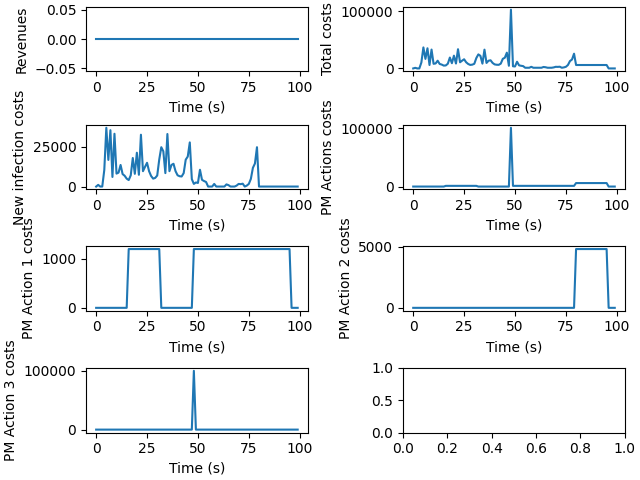 Revenues
0.05
0.00
−0.05
0 25 50 75 100
Time (s)
Total costs
100000
0
0 25 50 75 100
Time (s)
New infection costs
25000
0
0 25 50 75 100
Time (s)
PM Actions costs
100000
0
0 25 50 75 100
Time (s)
PM Action 1 costs
1000
0
0 25 50 75 100
Time (s)
PM Action 2 costs
5000
0
0 25 50 75 100
Time (s)
PM Action 3 costs
100000
0
0 25 50 75 100
Time (s)
1.0
0.5
0.0
0.0 0.2 0.4 0.6 0.8 1.0